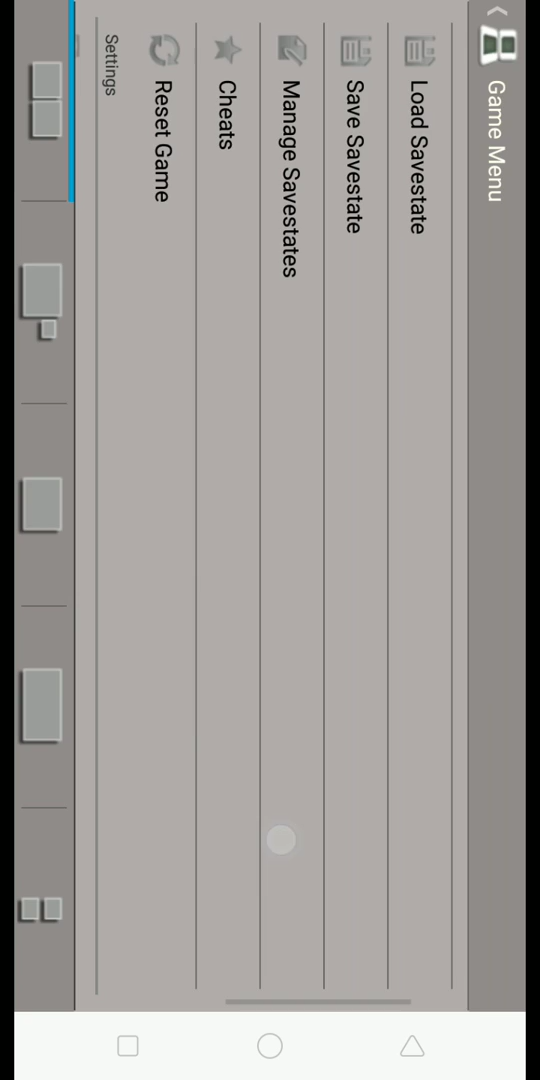 Game Menu
Load Savestate
Save Savestate
Manage Savestates
Cheats
Reset Game
Settings